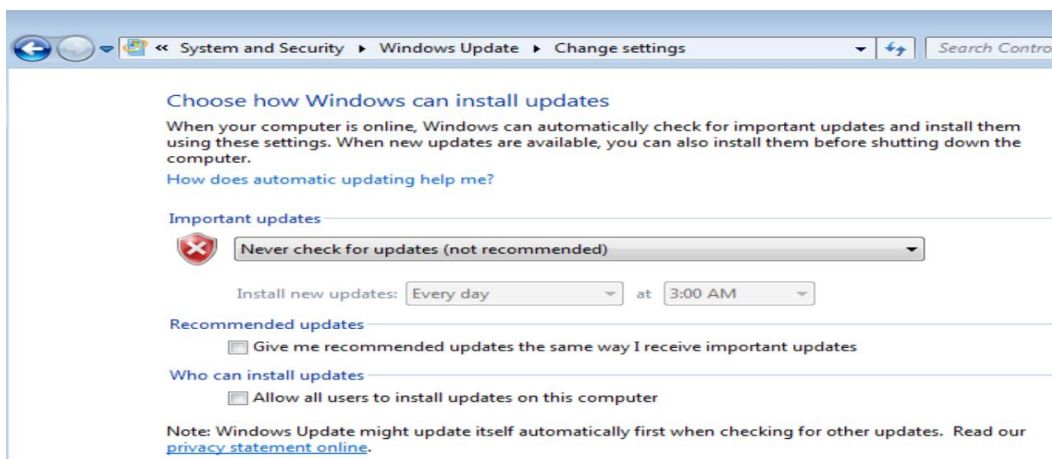 « System and Security ▸ Windows Update ▸ Change settings
Search Contro
Choose how Windows can install updates
When your computer is online, Windows can automatically check for important updates and install them
using these settings. When new updates are available, you can also install them before shutting down the
computer.
How does automatic updating help me?
Important updates
Never check for updates (not recommended)
Install new updates: Every day at 3:00 AM
Recommended updates
Give me recommended updates the same way I receive important updates
Who can install updates
Allow all users to install updates on this computer
Note: Windows Update might update itself automatically first when checking for other updates.  Read our
privacy statement online.